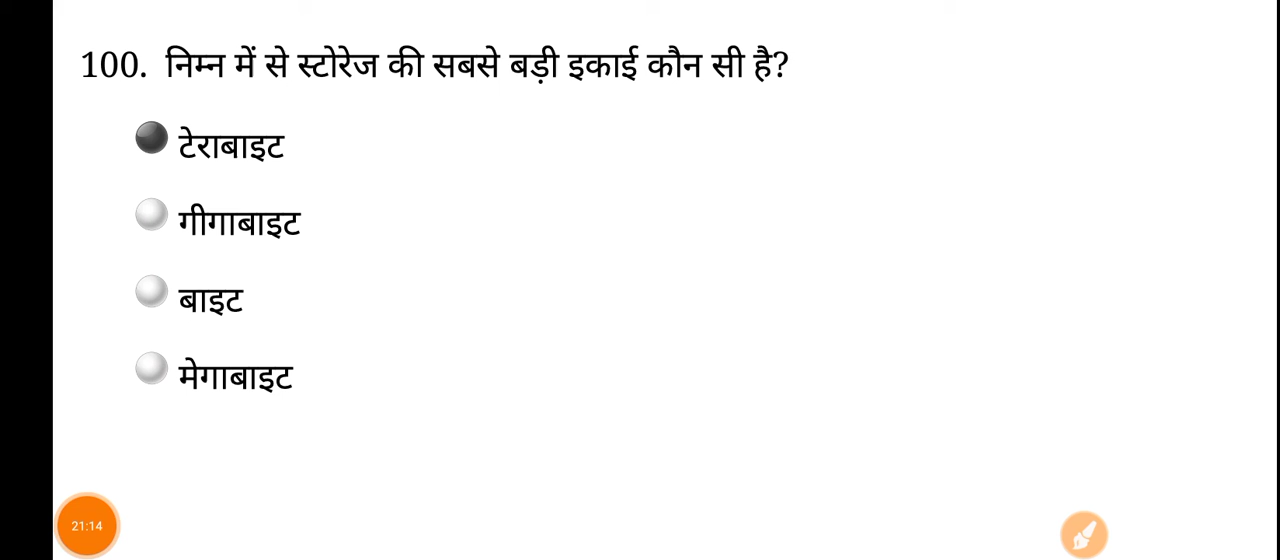 100. निम्न में से स्टोरेज की सबसे बड़ी इकाई कौन सी है?
टेराबाइट
गीगाबाइट
बाइट
मेगाबाइट
21:14